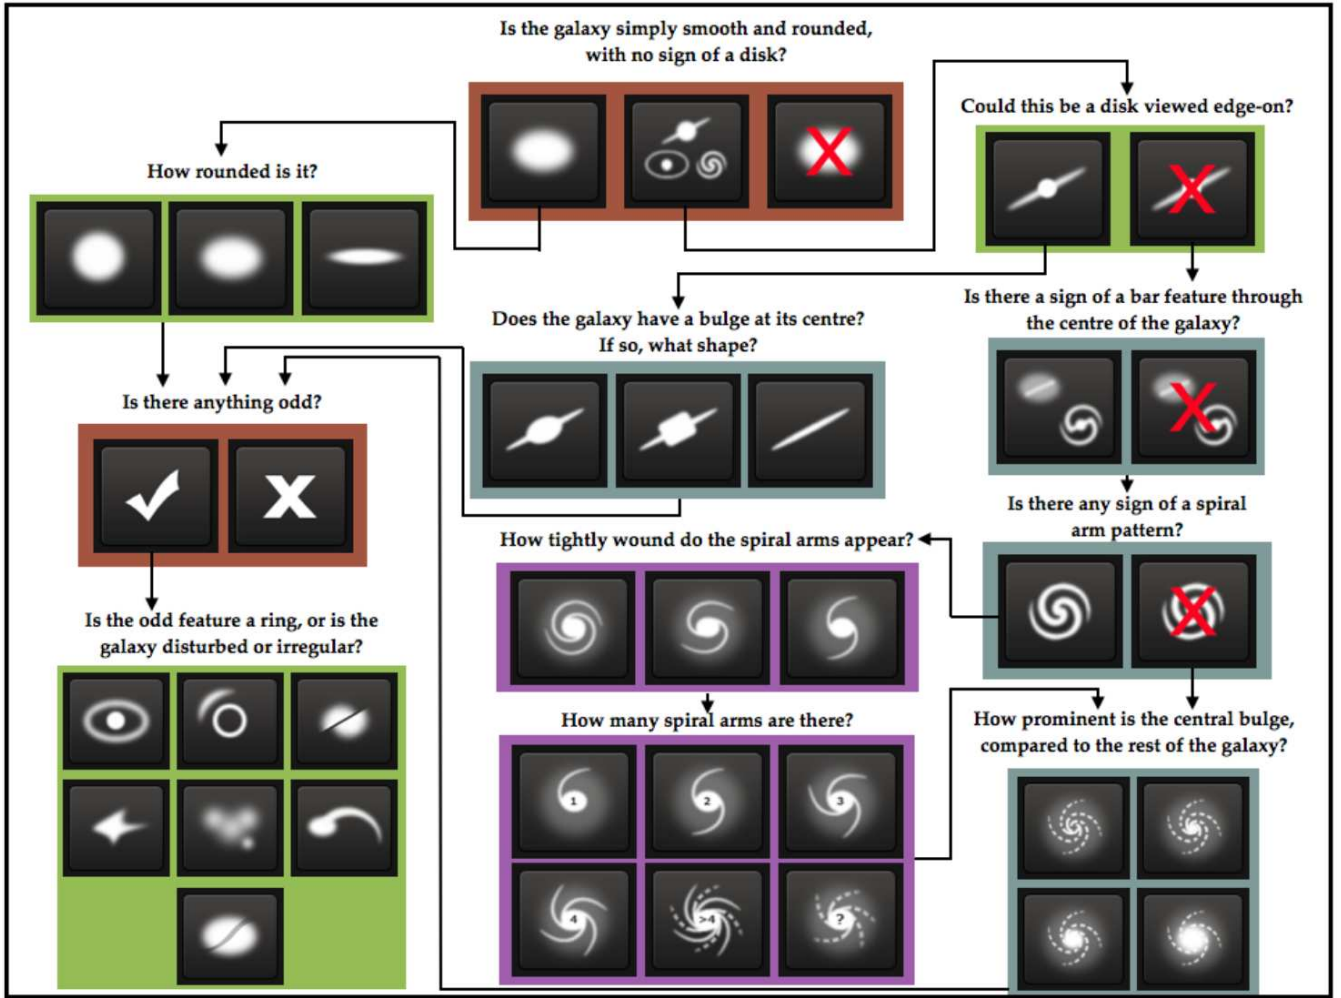 Is the galaxy simply smooth and rounded,
with no sign of a disk?
Could this be a disk viewed edge-on?
How rounded is it?
Is there a sign of a bar feature through
the centre of the galaxy?
Does the galaxy have a bulge at its centre?
If so, what shape?
Is there anything odd?
Is there any sign of a spiral
arm pattern?
How tightly wound do the spiral arms appear?
Is the odd feature a ring, or is the
galaxy disturbed or irregular?
How many spiral arms are there?
How prominent is the central bulge,
compared to the rest of the galaxy?
1
2
3
4
>4
?